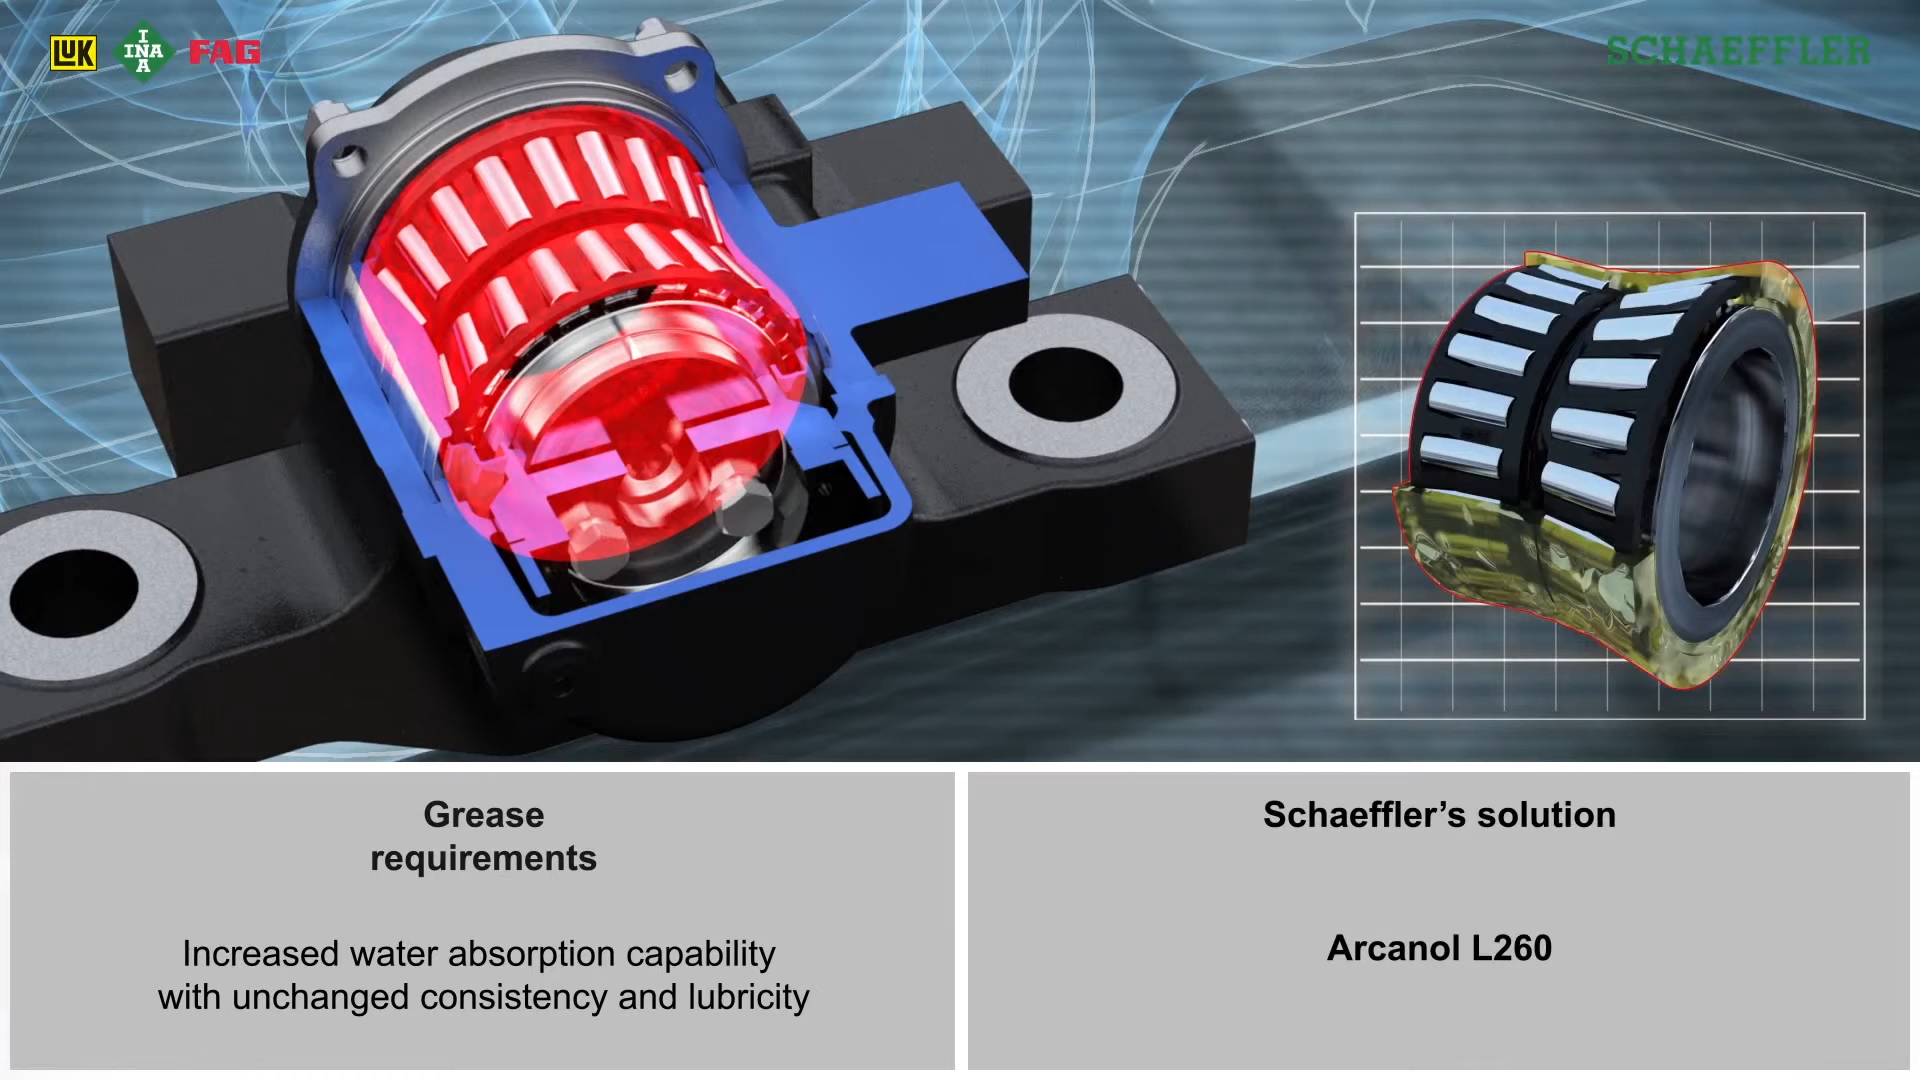 LUK
INA
INA
FAG
SCHAEFFLER
Grease
requirements
Increased water absorption capability
with unchanged consistency and lubricity
Schaeffler’s solution
Arcanol L260